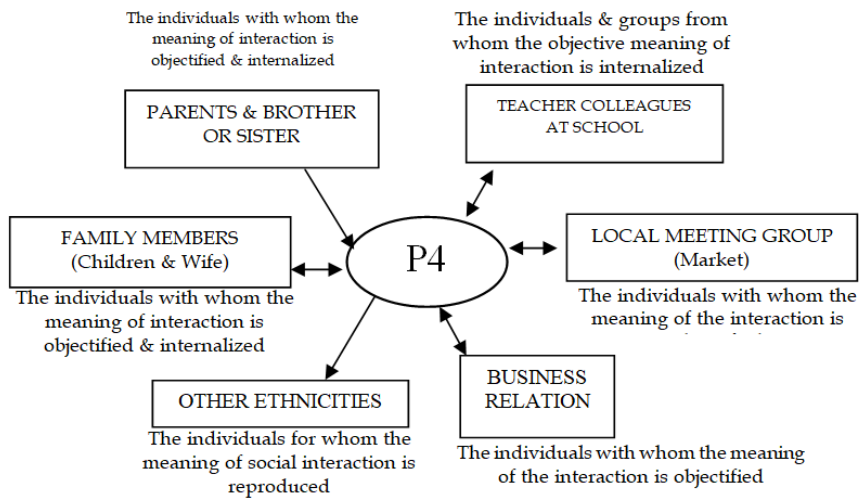 The individuals with whom the
meaning of interaction is
objectified & internalized
The individuals & groups from
whom the objective meaning of
interaction is internalized
PARENTS & BROTHER
OR SISTER
TEACHER COLLEAGUES
AT SCHOOL
FAMILY MEMBERS
(Children & Wife)
P4
LOCAL MEETING GROUP
(Market)
The individuals with whom the
meaning of interaction is
objectified & internalized
The individuals with whom the
meaning of the interaction is
OTHER ETHNICITIES
BUSINESS
RELATION
The individuals for whom the
meaning of social interaction is
reproduced
The individuals with whom the meaning
of the interaction is objectified